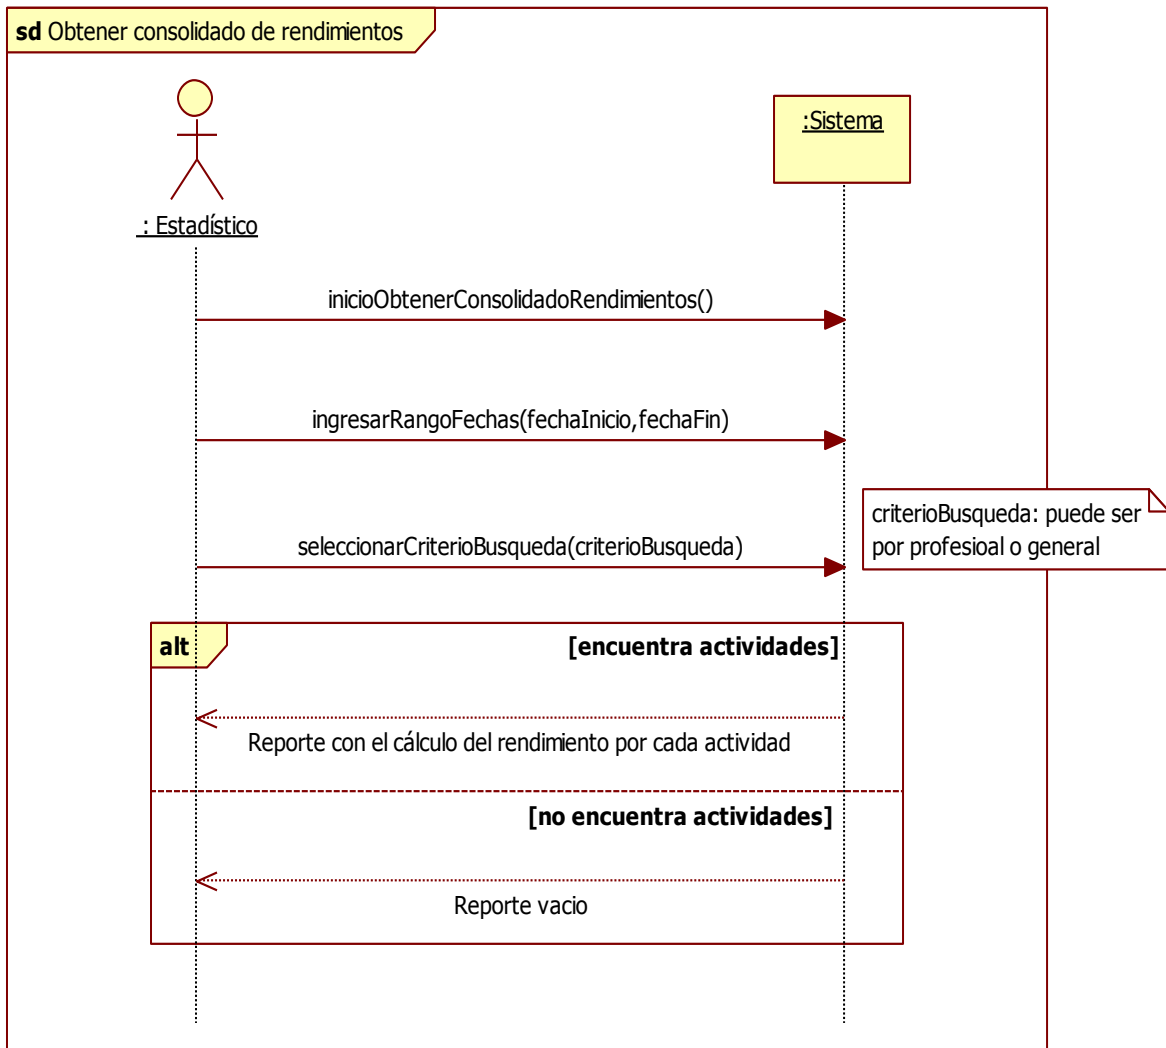 sd Obtener consolidado de rendimientos
:Sistema
: Estadístico
inicioObtenerConsolidadoRendimientos()
ingresarRangoFechas(fechaInicio,fechaFin)
criterioBusqueda: puede ser
por profesioal o general
seleccionarCriterioBusqueda(criterioBusqueda)
alt
[encuentra actividades]
Reporte con el cálculo del rendimiento por cada actividad
[no encuentra actividades]
Reporte vacio